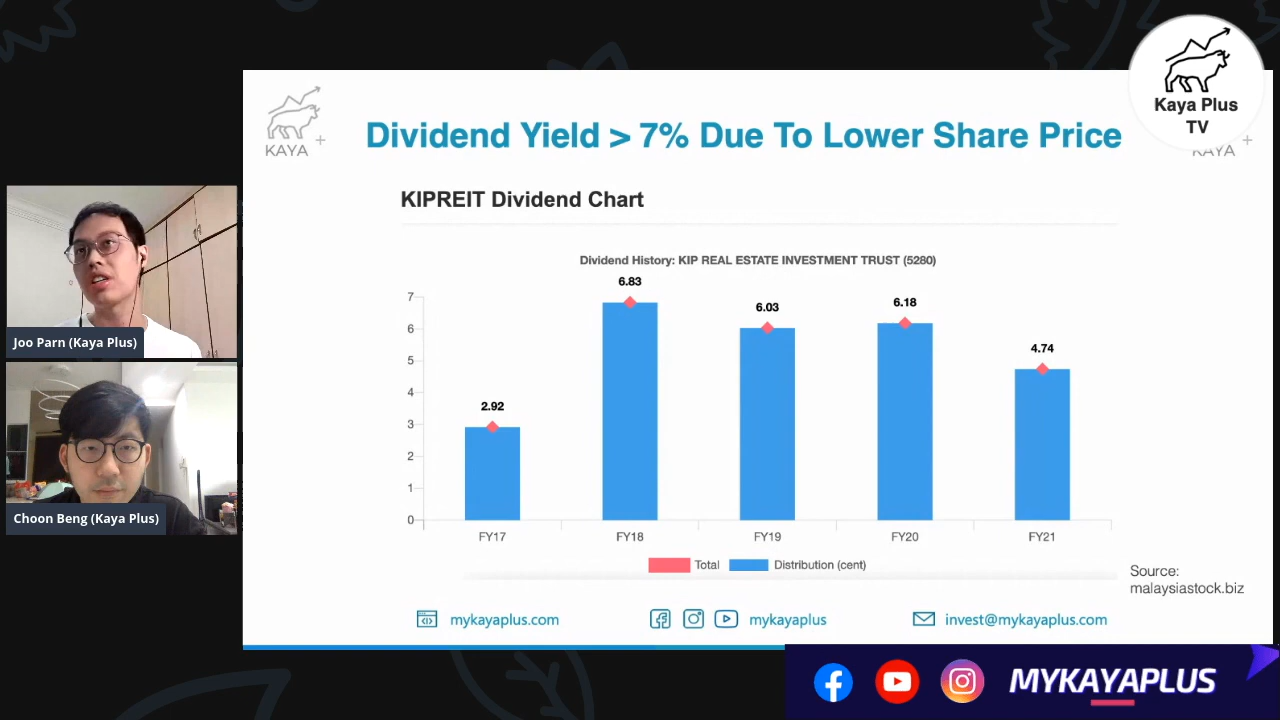 Kaya Plus
TV
KAYA +
KAYA +
Dividend Yield > 7% Due To Lower Share Price
KIPREIT Dividend Chart
Dividend History: KIP REAL ESTATE INVESTMENT TRUST (5280)
7
6
5
4
3
2
1
0
2.92
6.83
6.03
6.18
4.74
FY17
FY18
FY19
FY20
FY21
Total
Distribution (cent)
Source:
malaysiastock.biz
Joo Parn (Kaya Plus)
Choon Beng (Kaya Plus)
mykayaplus.com
mykayaplus
invest@mykayaplus.com
MYKAYAPLUS